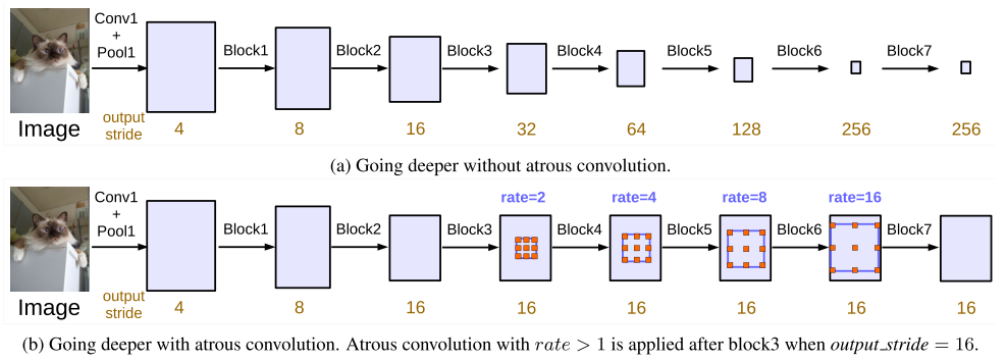 Conv1
+
Pool1
Block1
Block2
Block3
Block4
Block5
Block6
Block7
Image
output
stride
4
8
16
32
64
128
256
256
(a) Going deeper without atrous convolution.
rate=2
rate=4
rate=8
rate=16
Conv1
+
Pool1
Block1
Block2
Block3
Block4
Block5
Block6
Block7
Image
output
stride
4
8
16
16
16
16
16
16
(b) Going deeper with atrous convolution. Atrous convolution with rate > 1 is applied after block3 when output_stride = 16.